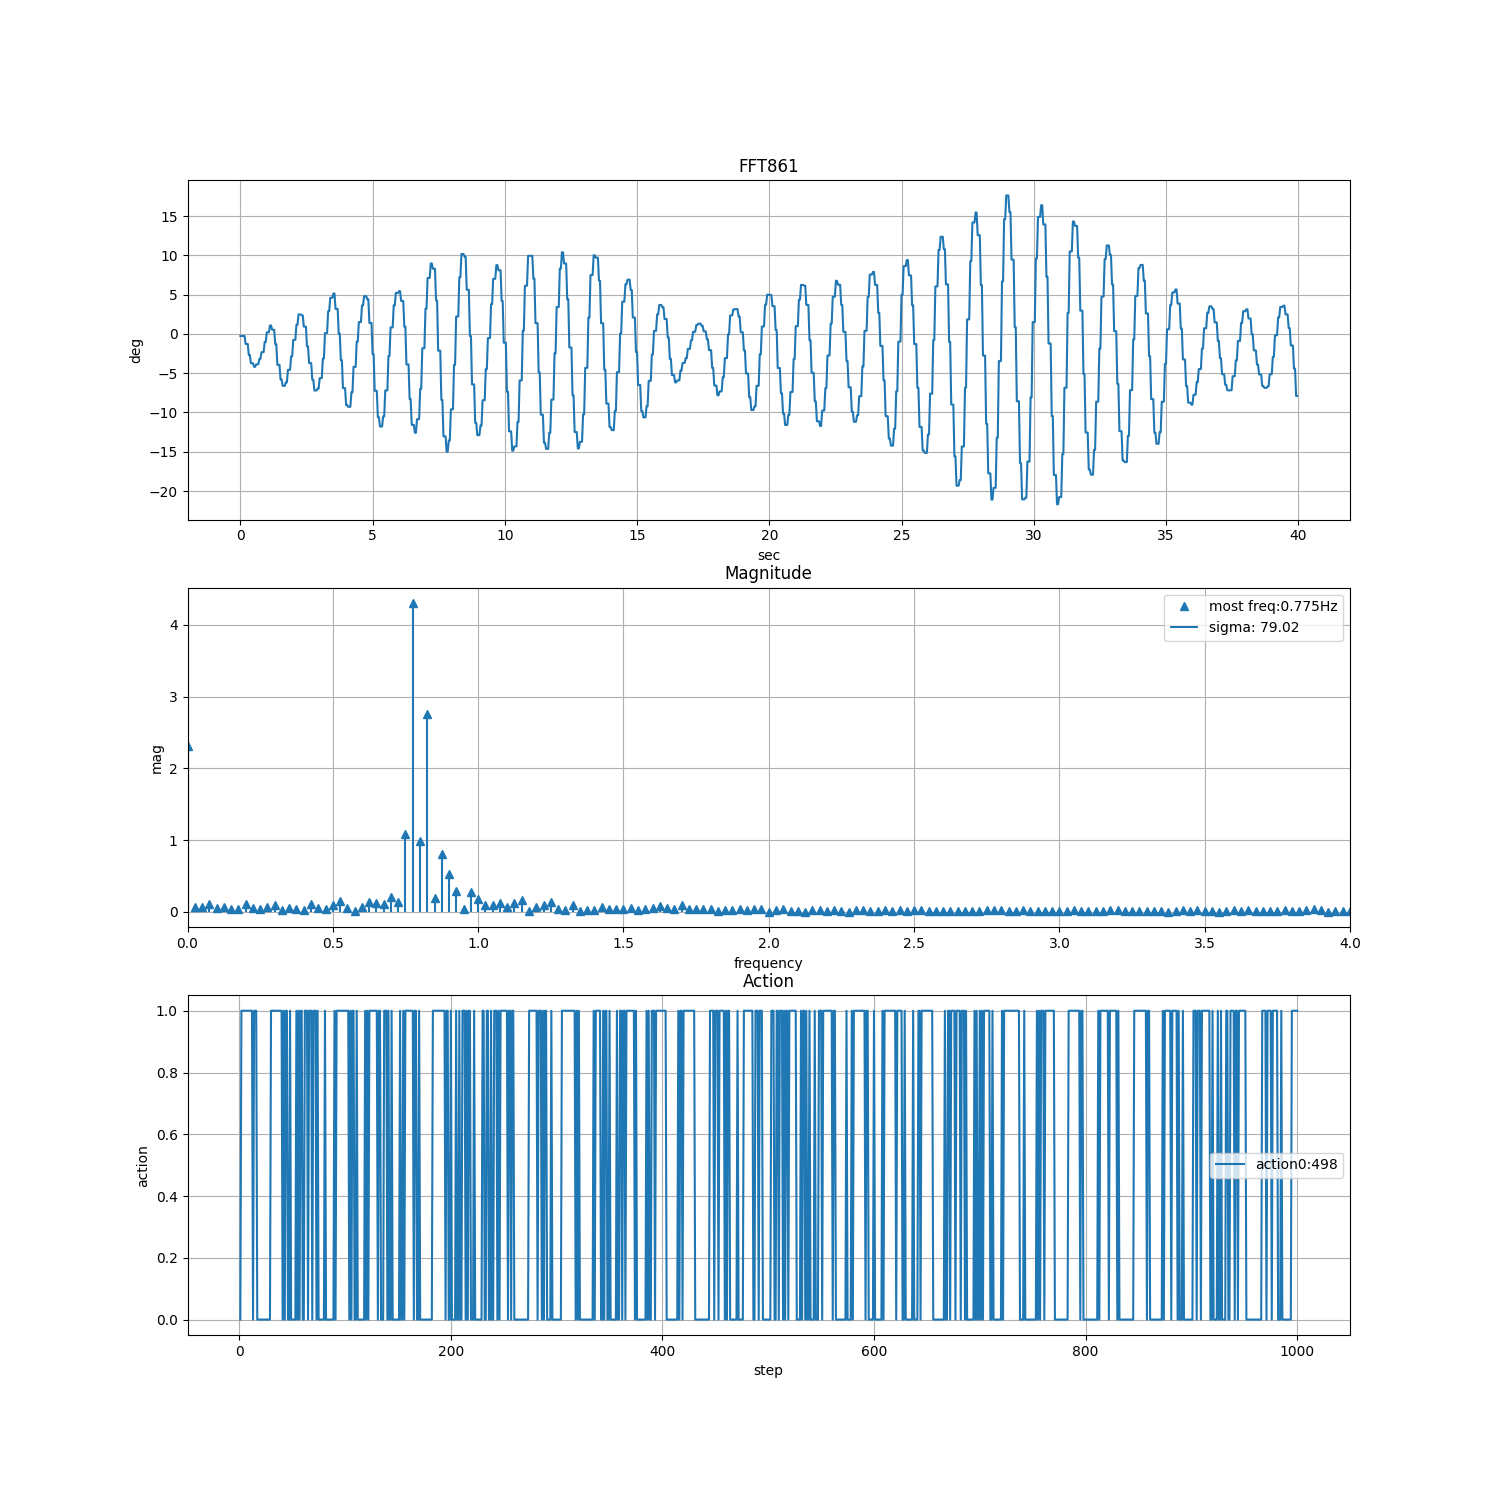 FFT861
15
10
5
0
−5
−10
−15
−20
deg
0 5 10 15 20 25 30 35 40
sec
Magnitude
most freq:0.775Hz
sigma: 79.02
4
3
2
1
0
mag
0.0 0.5 1.0 1.5 2.0 2.5 3.0 3.5 4.0
frequency
Action
1.0
0.8
0.6
0.4
0.2
0.0
action
action0:498
0 200 400 600 800 1000
step